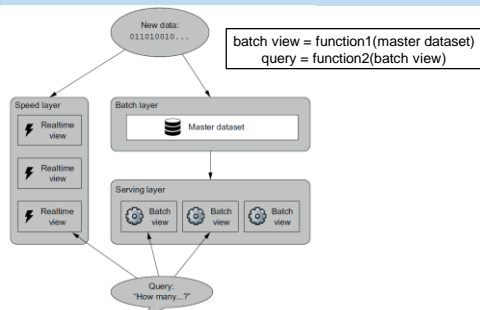 New data:
011010010...
batch view = function1(master dataset)
query = function2(batch view)
Speed layer
Realtime
view
Realtime
view
Realtime
view
Batch layer
Master dataset
Serving layer
Batch
view
Batch
view
Batch
view
Query:
"How many...?"